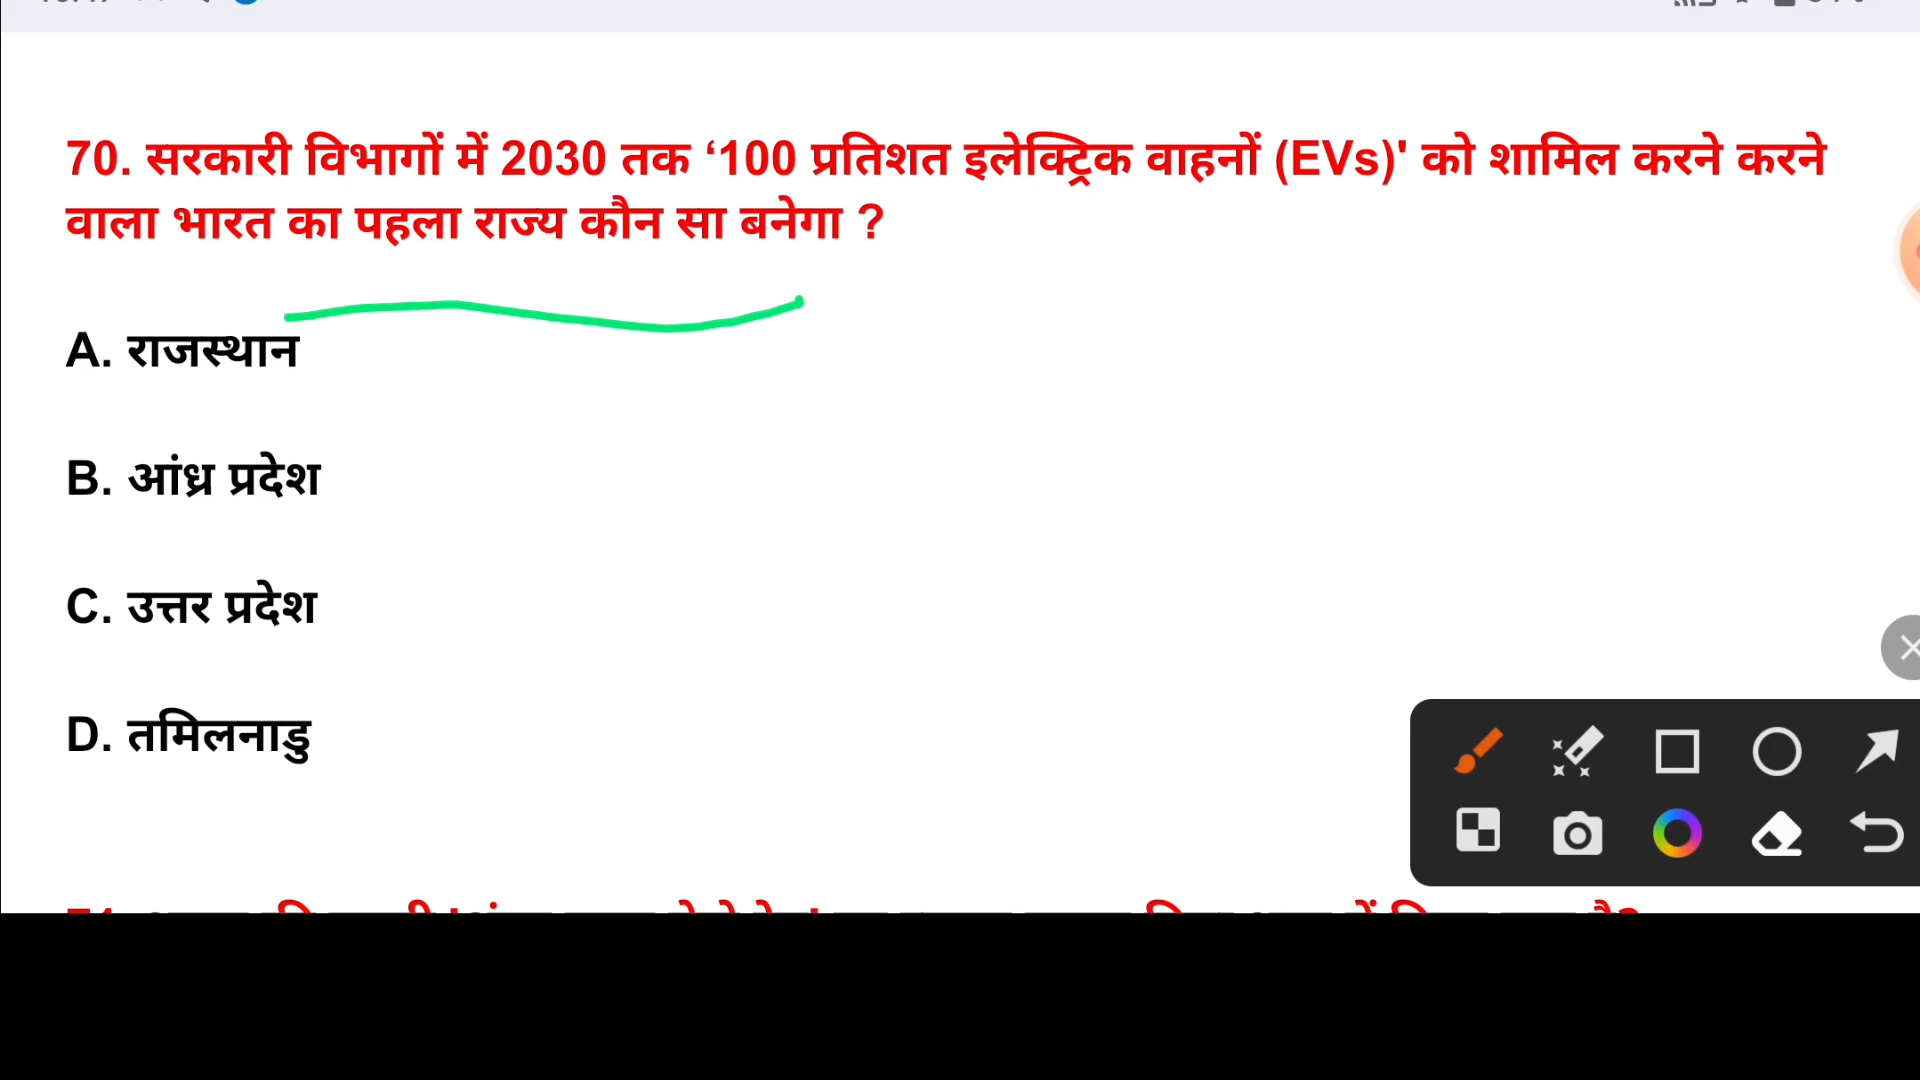 70. सरकारी विभागों में 2030 तक ‘100 प्रतिशत इलेक्ट्रिक वाहनों (EVs)' को शामिल करने करने
वाला भारत का पहला राज्य कौन सा बनेगा ?
A. राजस्थान
B. आंध्र प्रदेश
C. उत्तर प्रदेश
D. तमिलनाडु